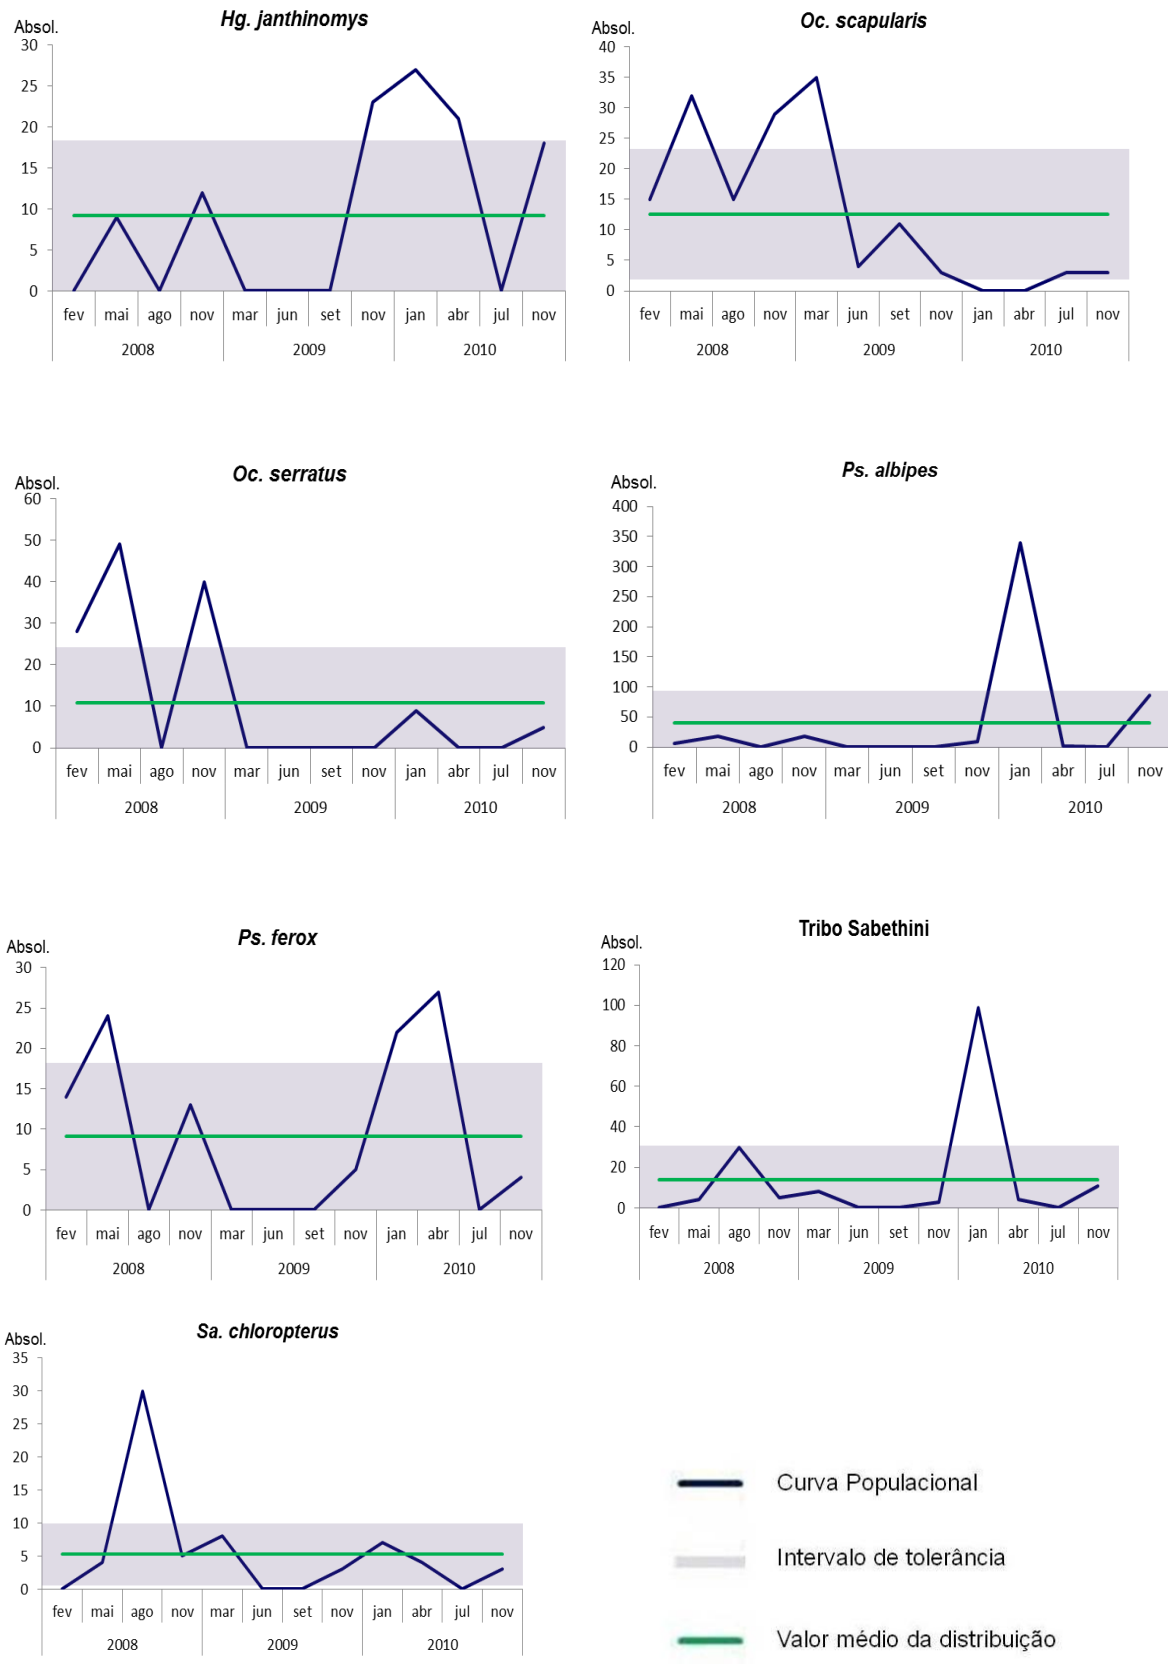 Hg. janthinomys
Absol.
30
25
20
15
10
5
0
fev mai ago nov mar jun set nov jan abr jul nov
2008 2009 2010
Oc. scapularis
Absol.
40
35
30
25
20
15
10
5
0
fev mai ago nov mar jun set nov jan abr jul nov
2008 2009 2010
Oc. serratus
Absol.
60
50
40
30
20
10
0
fev mai ago nov mar jun set nov jan abr jul nov
2008 2009 2010
Ps. albipes
Absol.
400
350
300
250
200
150
100
50
0
fev mai ago nov mar jun set nov jan abr jul nov
2008 2009 2010
Ps. ferox
Absol.
30
25
20
15
10
5
0
fev mai ago nov mar jun set nov jan abr jul nov
2008 2009 2010
Tribo Sabethini
Absol.
120
100
80
60
40
20
0
fev mai ago nov mar jun set nov jan abr jul nov
2008 2009 2010
Sa. chloropterus
Absol.
35
30
25
20
15
10
5
0
fev mai ago nov mar jun set nov jan abr jul nov
2008 2009 2010
Curva Populacional
Intervalo de tolerância
Valor médio da distribuição